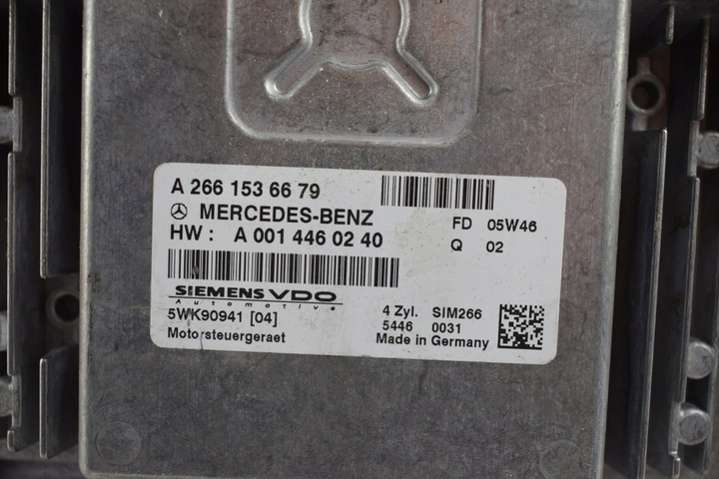 A 266 153 66 79
MERCEDES-BENZ
HW : A 001 446 02 40
FD 05W46
Q 02
SIEMENS VDO
Automotive
5WK90941 [04]
Motorsteuergeraet
4 Zyl. SIM266
5446 0031
Made in Germany